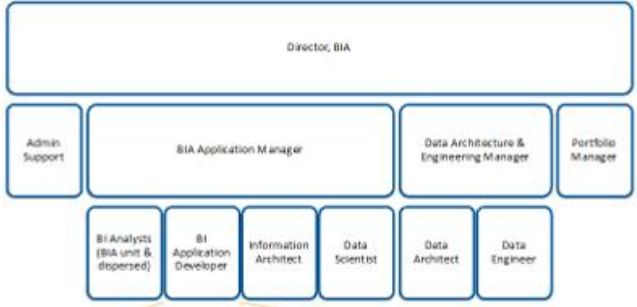 Director, BIA
Admin
Support
BIA Application Manager
Data Architecture &
Engineering Manager
Portfolio
Manager
BI Analysts
(BIA unit &
dispersed)
BI
Application
Developer
Information
Architect
Data
Scientist
Data
Architect
Data
Engineer